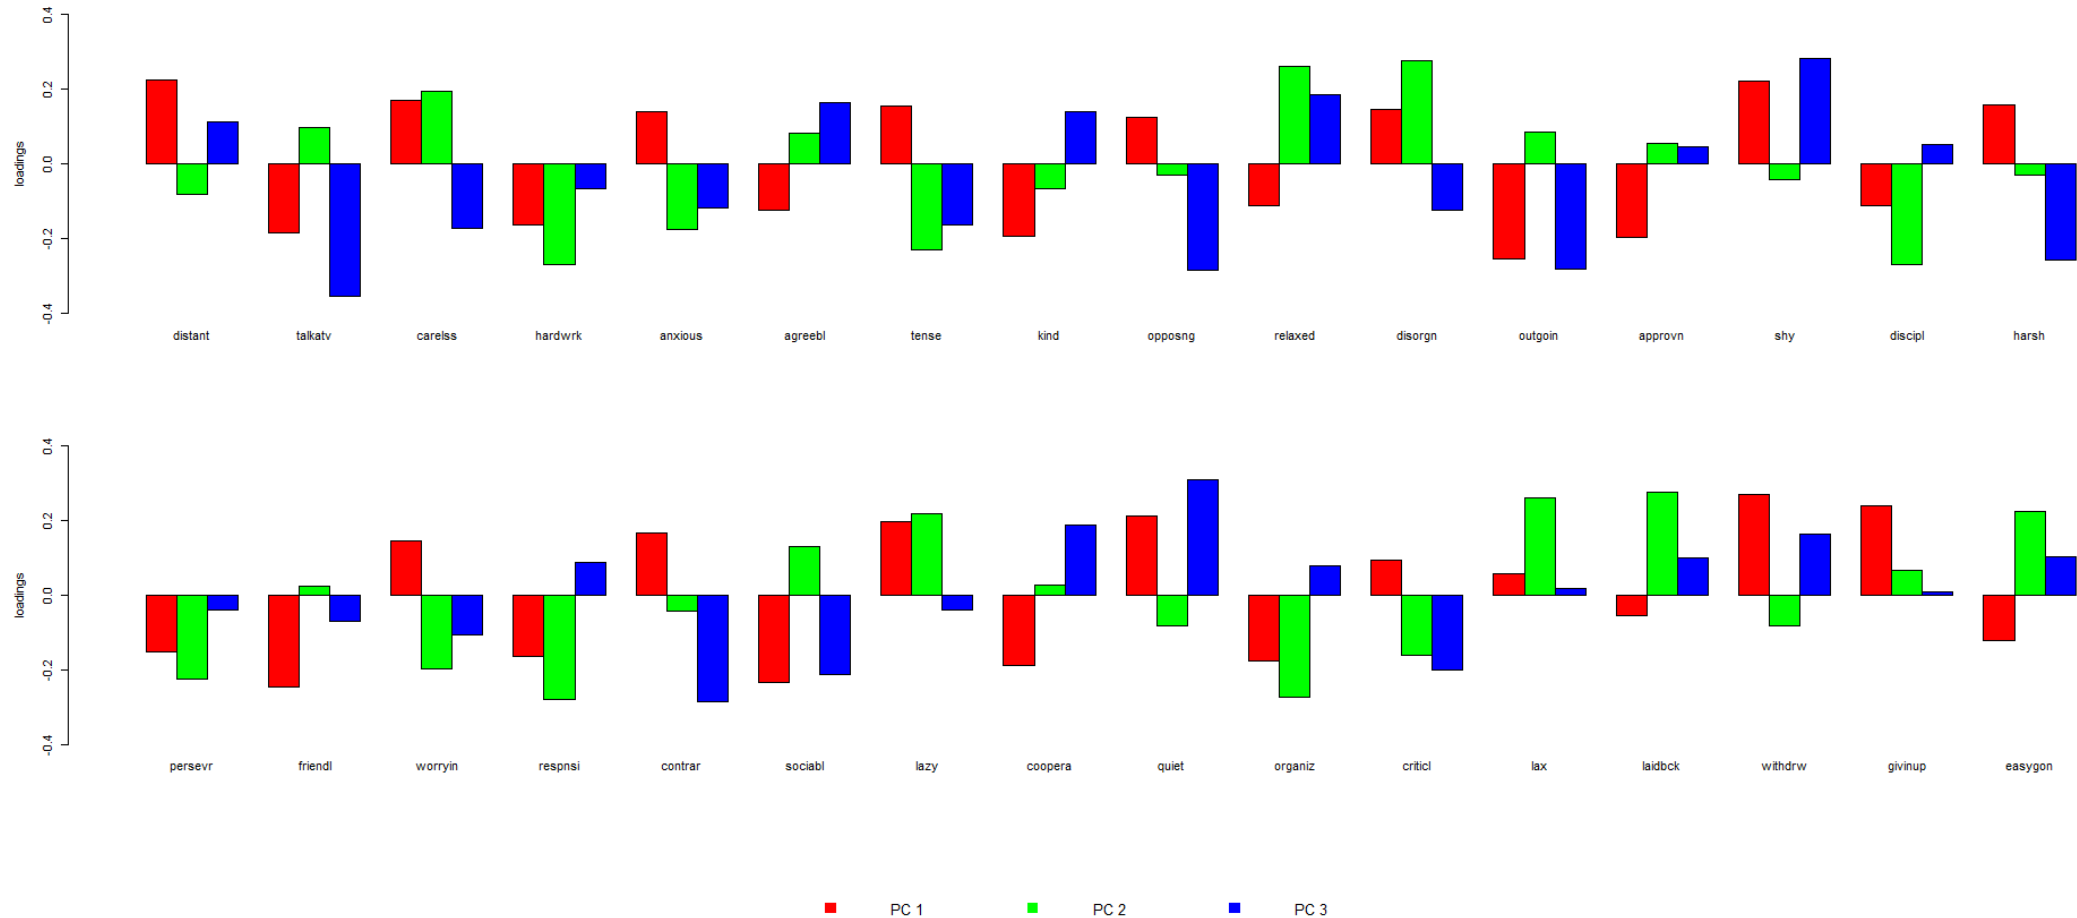 0.4
0.2
0.0
-0.2
-0.4
loadings
distant talkatv carelss hardwrk anxious agreebl tense kind opposng relaxed disorgn outgoin approvn shy discipl harsh
0.4
0.2
0.0
-0.2
-0.4
loadings
persevr friendl worryin respnsi contrar sociabl lazy coopera quiet organiz criticl lax laidbck withdrw givinup easygon
PC 1 PC 2 PC 3